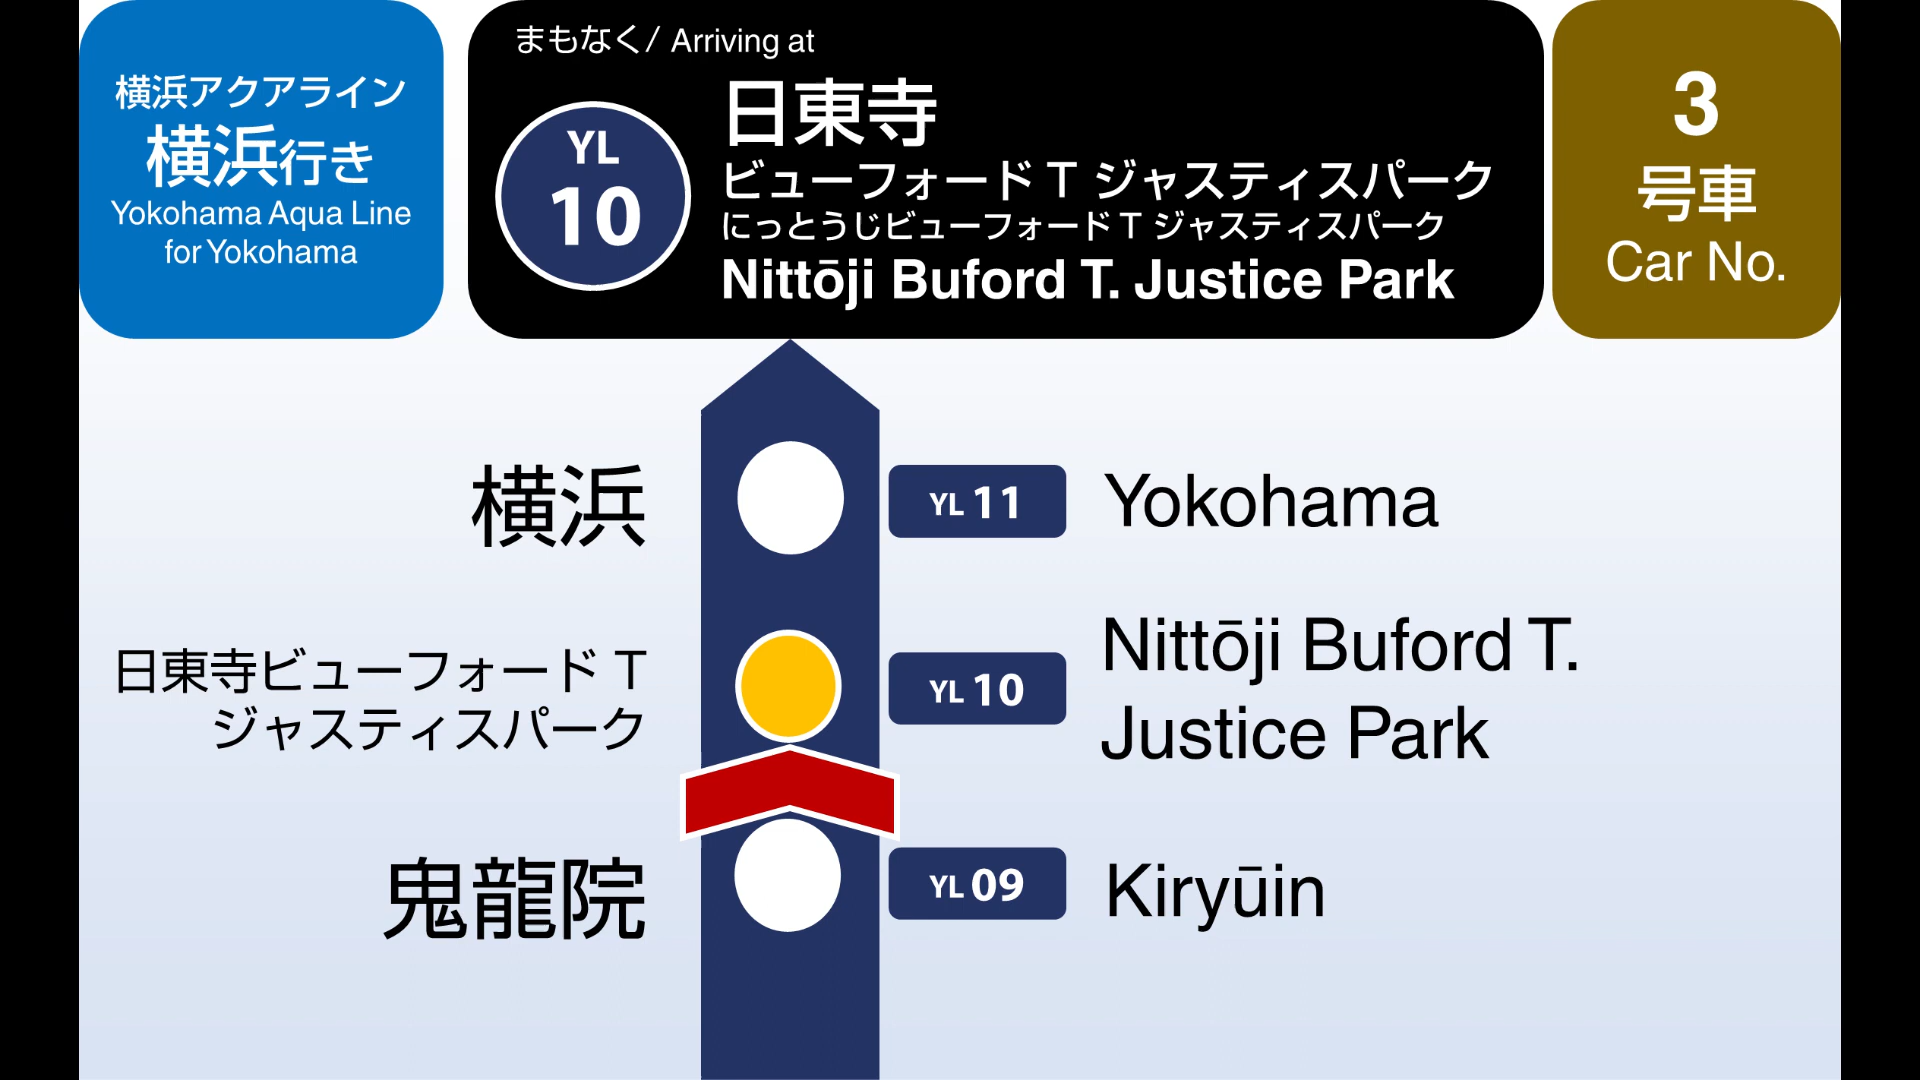 横浜アクアライン
横浜行き
Yokohama Aqua Line
for Yokohama
まもなく/ Arriving at
YL
10
日東寺
ビューフォードT ジャスティスパーク
にっとうじビューフォードT ジャスティスパーク
Nittōji Buford T. Justice Park
3
号車
Car No.
横浜
YL 11
Yokohama
日東寺ビューフォードT
ジャスティスパーク
YL 10
Nittōji Buford T.
Justice Park
鬼龍院
YL 09
Kiryūin